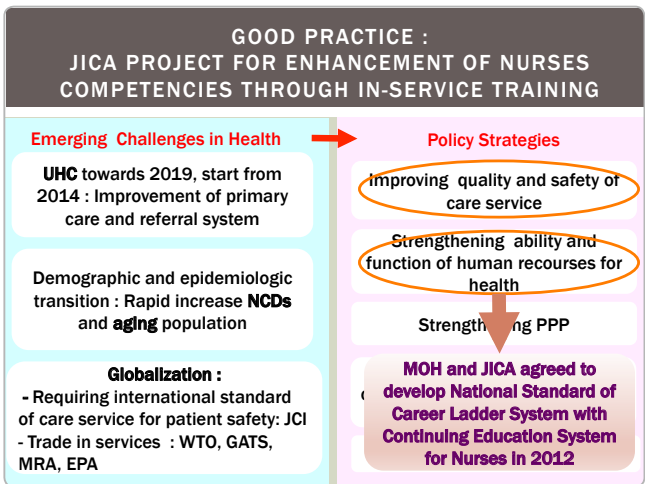 GOOD PRACTICE :
JICA PROJECT FOR ENHANCEMENT OF NURSES
COMPETENCIES THROUGH IN-SERVICE TRAINING
Emerging Challenges in Health
UHC towards 2019, start from
2014 : Improvement of primary
care and referral system
Demographic and epidemiologic
transition : Rapid increase NCDs
and aging population
Globalization :
- Requiring international standard
of care service for patient safety: JCI
- Trade in services : WTO, GATS,
MRA, EPA
Policy Strategies
Improving quality and safety of
care service
Strengthening ability and
function of human recourses for
health
Strengthening PPP
MOH and JICA agreed to
develop National Standard of
Career Ladder System with
Continuing Education System
for Nurses in 2012